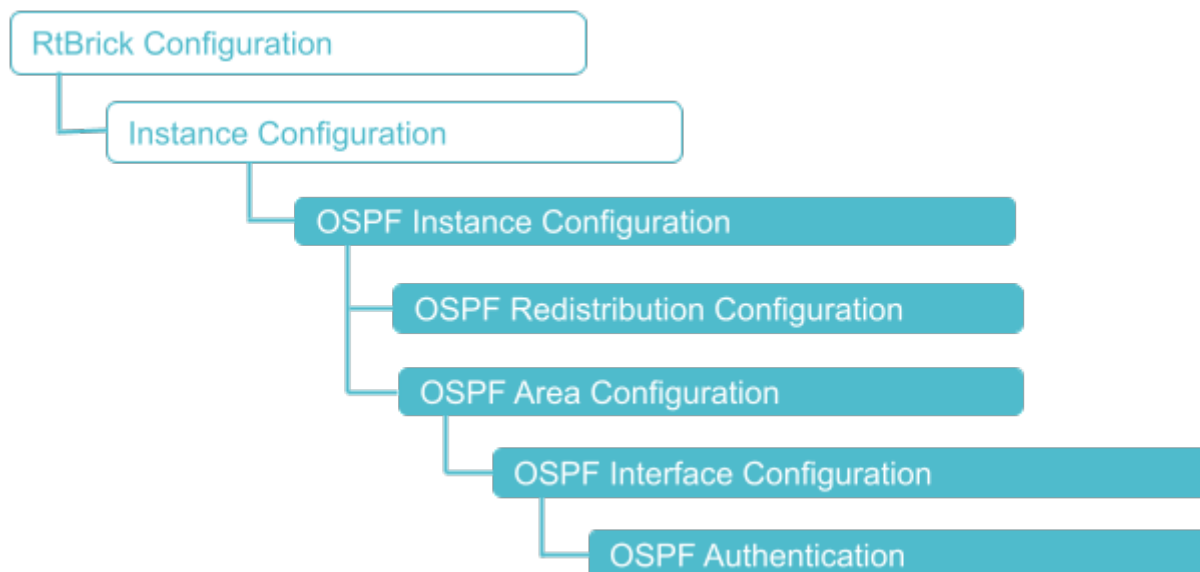 RtBrick Configuration
Instance Configuration
OSPF Instance Configuration
OSPF Redistribution Configuration
OSPF Area Configuration
OSPF Interface Configuration
OSPF Authentication